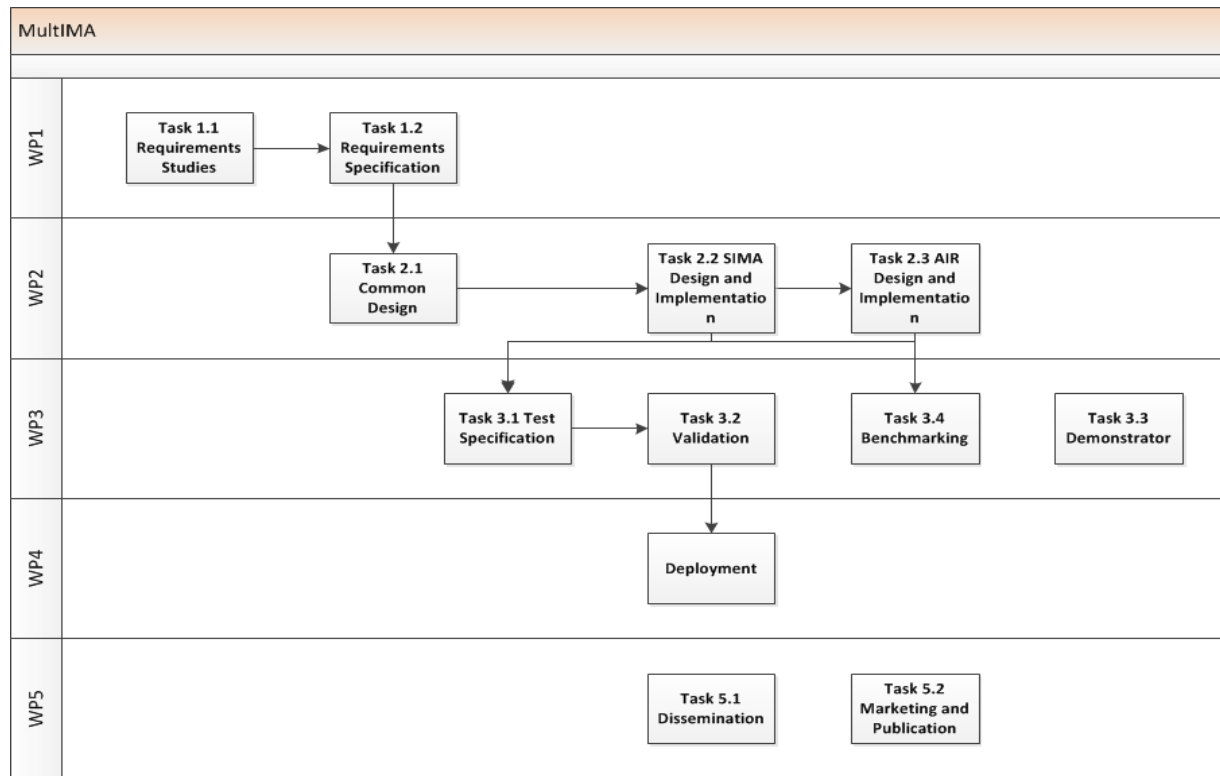 MultIMA
WP1
Task 1.1
Requirements
Studies
Task 1.2
Requirements
Specification
WP2
Task 2.1
Common
Design
Task 2.2 SIMA
Design and
Implementatio
n
Task 2.3 AIR
Design and
Implementatio
n
WP3
Task 3.1 Test
Specification
Task 3.2
Validation
Task 3.4
Benchmarking
Task 3.3
Demonstrator
WP4
Deployment
WP5
Task 5.1
Dissemination
Task 5.2
Marketing and
Publication